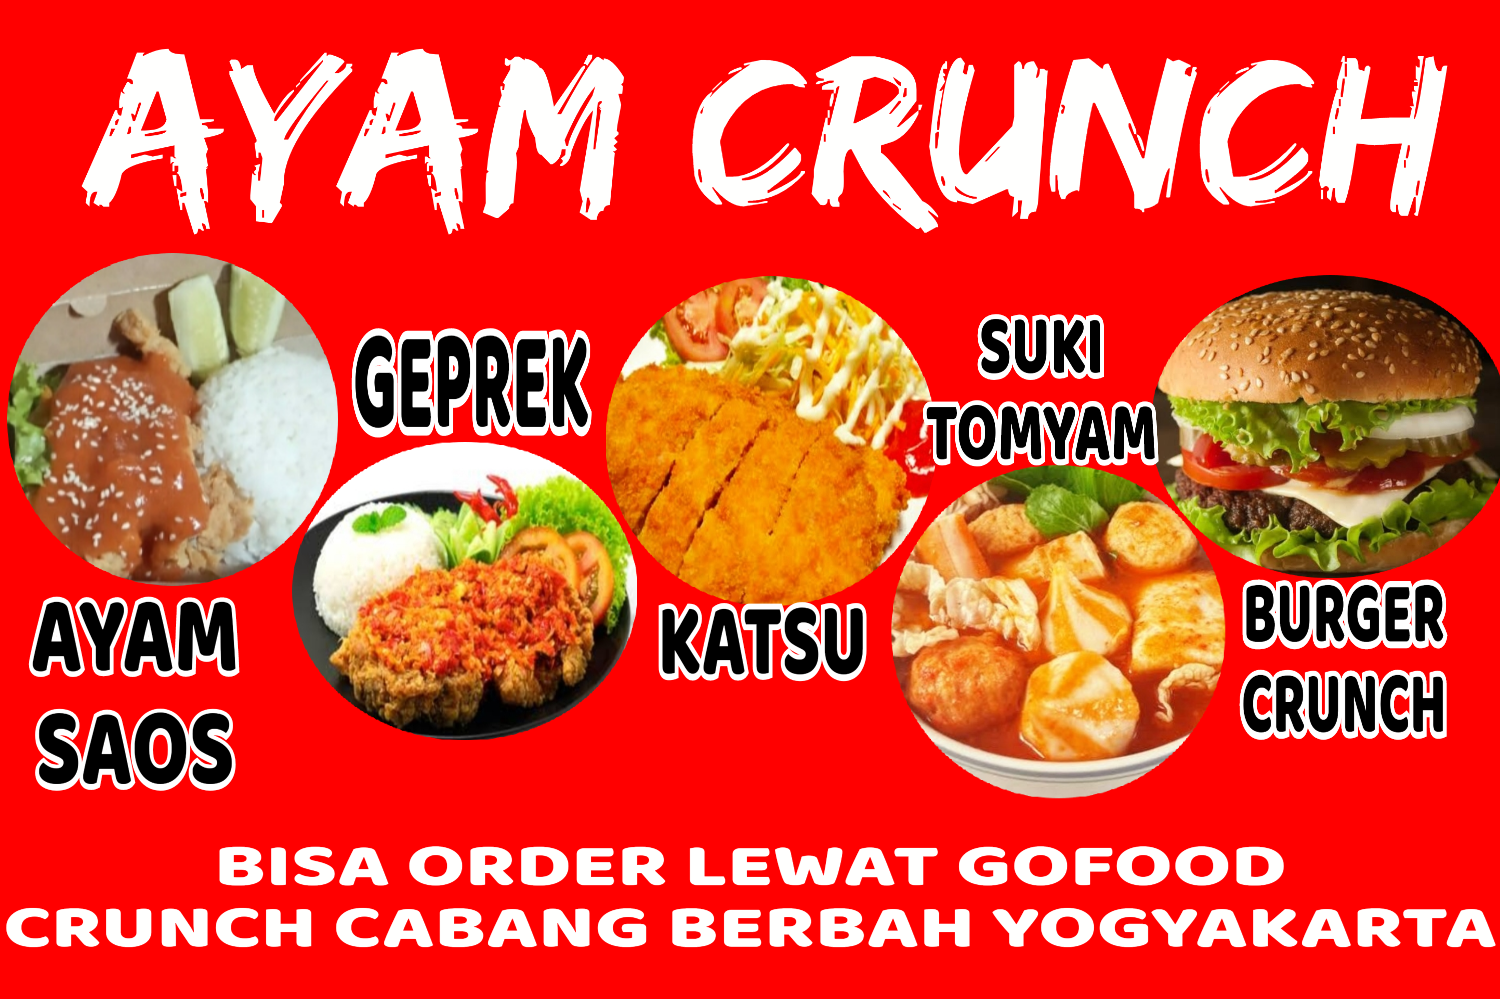 AYAM CRUNCH
AYAM
SAOS
GEPREK
KATSU
SUKI
TOMYAM
BURGER
CRUNCH
BISA ORDER LEWAT GOFOOD
CRUNCH CABANG BERBAH YOGYAKARTA